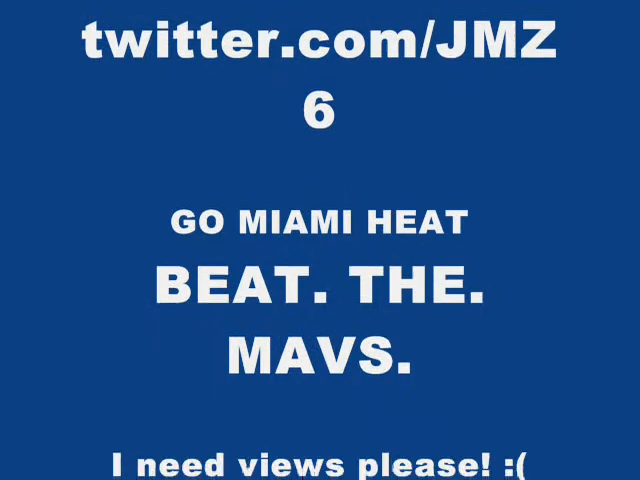 twitter.com/JMZ
6
GO MIAMI HEAT
BEAT. THE.
MAVS.
I need views please! :(